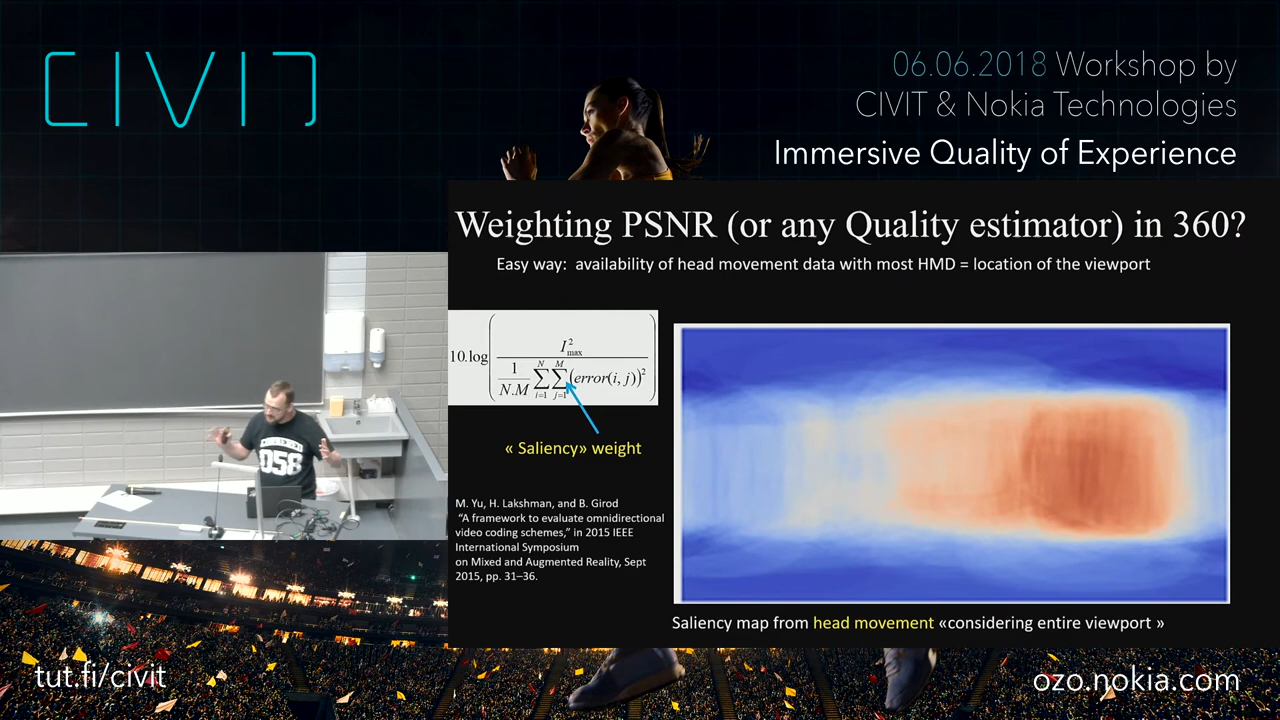 CIVIT
06.06.2018 Workshop by
CIVIT & Nokia Technologies
Immersive Quality of Experience
Weighting PSNR (or any Quality estimator) in 360?
Easy way: availability of head movement data with most HMD = location of the viewport
10.log( I²max / ( 1/N.M ∑i=1^N ∑j=1^M (error(i, j))² ) )
« Saliency» weight
M. Yu, H. Lakshman, and B. Girod
“A framework to evaluate omnidirectional
video coding schemes,” in 2015 IEEE
International Symposium
on Mixed and Augmented Reality, Sept
2015, pp. 31–36.
Saliency map from head movement «considering entire viewport »
058
tut.fi/civit
ozo.nokia.com